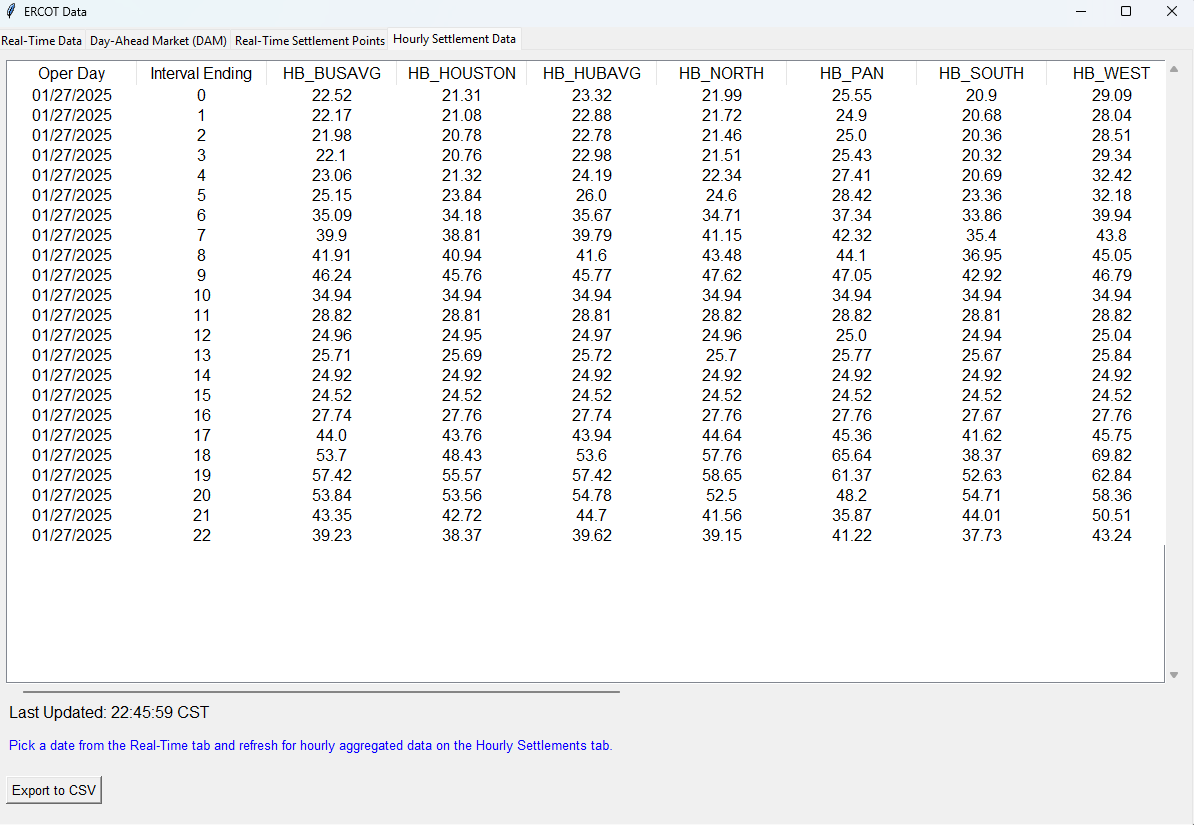 ERCOT Data
Real-Time Data Day-Ahead Market (DAM) Real-Time Settlement Points Hourly Settlement Data
Oper Day Interval Ending HB_BUSAVG HB_HOUSTON HB_HUBAVG HB_NORTH HB_PAN HB_SOUTH HB_WEST
01/27/2025 0 22.52 21.31 23.32 21.99 25.55 20.9 29.09
01/27/2025 1 22.17 21.08 22.88 21.72 24.9 20.68 28.04
01/27/2025 2 21.98 20.78 22.78 21.46 25.0 20.36 28.51
01/27/2025 3 22.1 20.76 22.98 21.51 25.43 20.32 29.34
01/27/2025 4 23.06 21.32 24.19 22.34 27.41 20.69 32.42
01/27/2025 5 25.15 23.84 26.0 24.6 28.42 23.36 32.18
01/27/2025 6 35.09 34.18 35.67 34.71 37.34 33.86 39.94
01/27/2025 7 39.9 38.81 39.79 41.15 42.32 35.4 43.8
01/27/2025 8 41.91 40.94 41.6 43.48 44.1 36.95 45.05
01/27/2025 9 46.24 45.76 45.77 47.62 47.05 42.92 46.79
01/27/2025 10 34.94 34.94 34.94 34.94 34.94 34.94 34.94
01/27/2025 11 28.82 28.81 28.81 28.82 28.82 28.81 28.82
01/27/2025 12 24.96 24.95 24.97 24.96 25.0 24.94 25.04
01/27/2025 13 25.71 25.69 25.72 25.7 25.77 25.67 25.84
01/27/2025 14 24.92 24.92 24.92 24.92 24.92 24.92 24.92
01/27/2025 15 24.52 24.52 24.52 24.52 24.52 24.52 24.52
01/27/2025 16 27.74 27.76 27.74 27.76 27.76 27.67 27.76
01/27/2025 17 44.0 43.76 43.94 44.64 45.36 41.62 45.75
01/27/2025 18 53.7 48.43 53.6 57.76 65.64 38.37 69.82
01/27/2025 19 57.42 55.57 57.42 58.65 61.37 52.63 62.84
01/27/2025 20 53.84 53.56 54.78 52.5 48.2 54.71 58.36
01/27/2025 21 43.35 42.72 44.7 41.56 35.87 44.01 50.51
01/27/2025 22 39.23 38.37 39.62 39.15 41.22 37.73 43.24
Last Updated: 22:45:59 CST
Pick a date from the Real-Time tab and refresh for hourly aggregated data on the Hourly Settlements tab.
Export to CSV